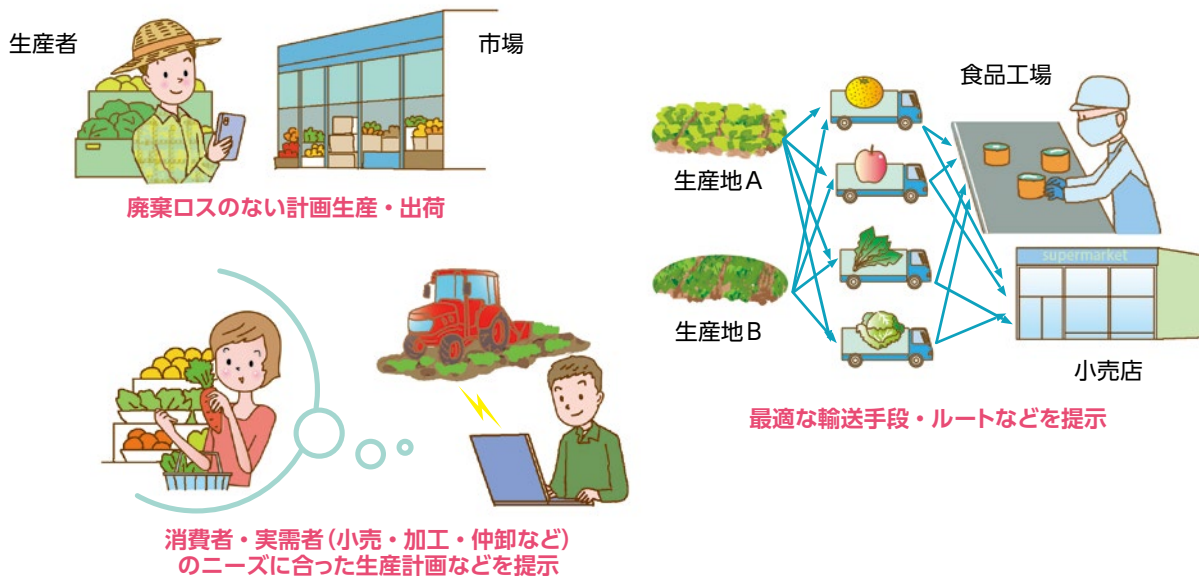 生産者
市場
廃棄ロスのない計画生産・出荷
消費者・実需者(小売・加工・仲卸など)
のニーズに合った生産計画などを提示
食品工場
生産地A
生産地B
supermarket
小売店
最適な輸送手段・ルートなどを提示